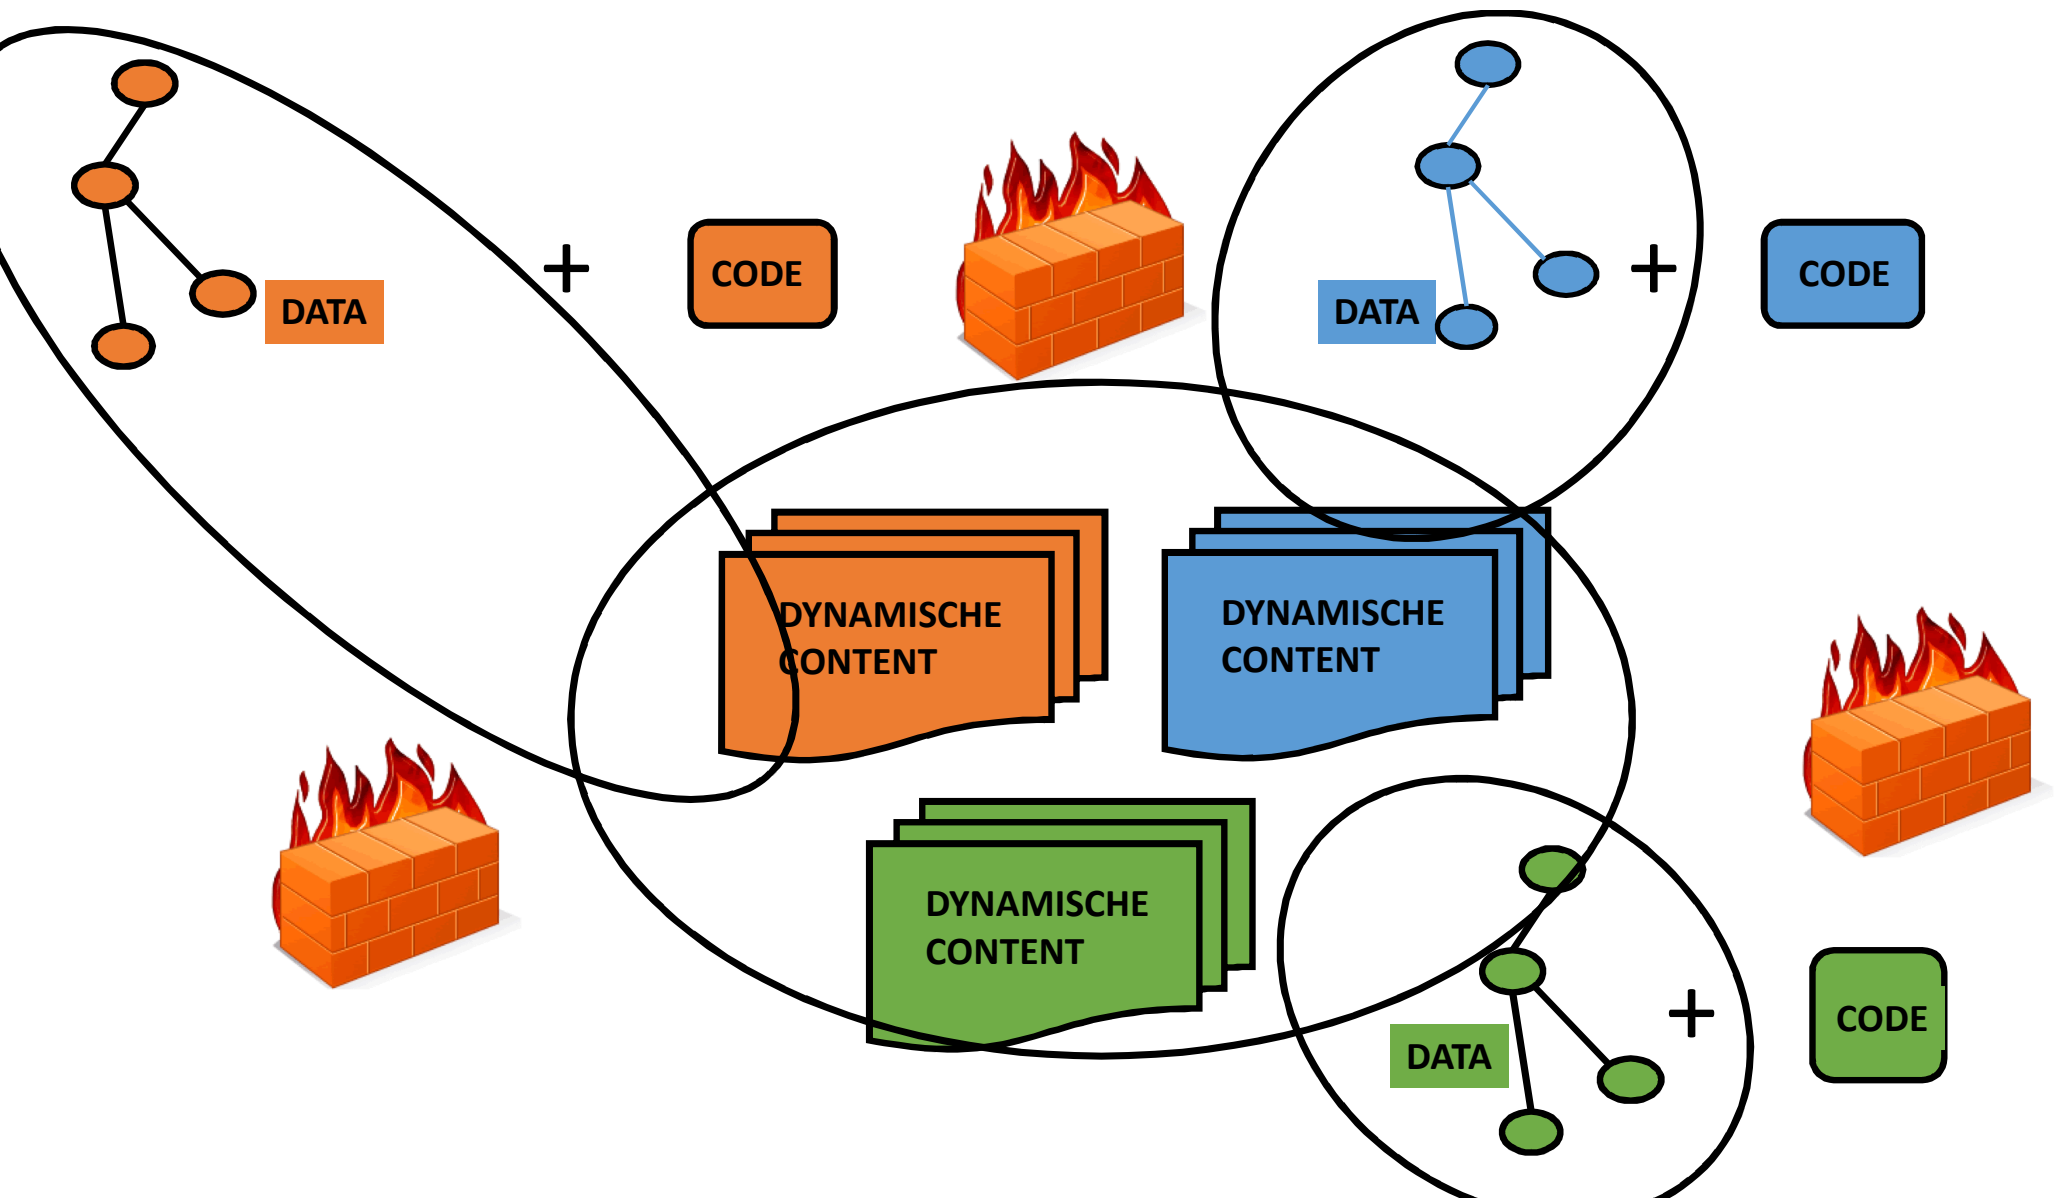 +
CODE
DATA
+
CODE
DATA
DYNAMISCHE
CONTENT
DYNAMISCHE
CONTENT
DYNAMISCHE
CONTENT
+
CODE
DATA